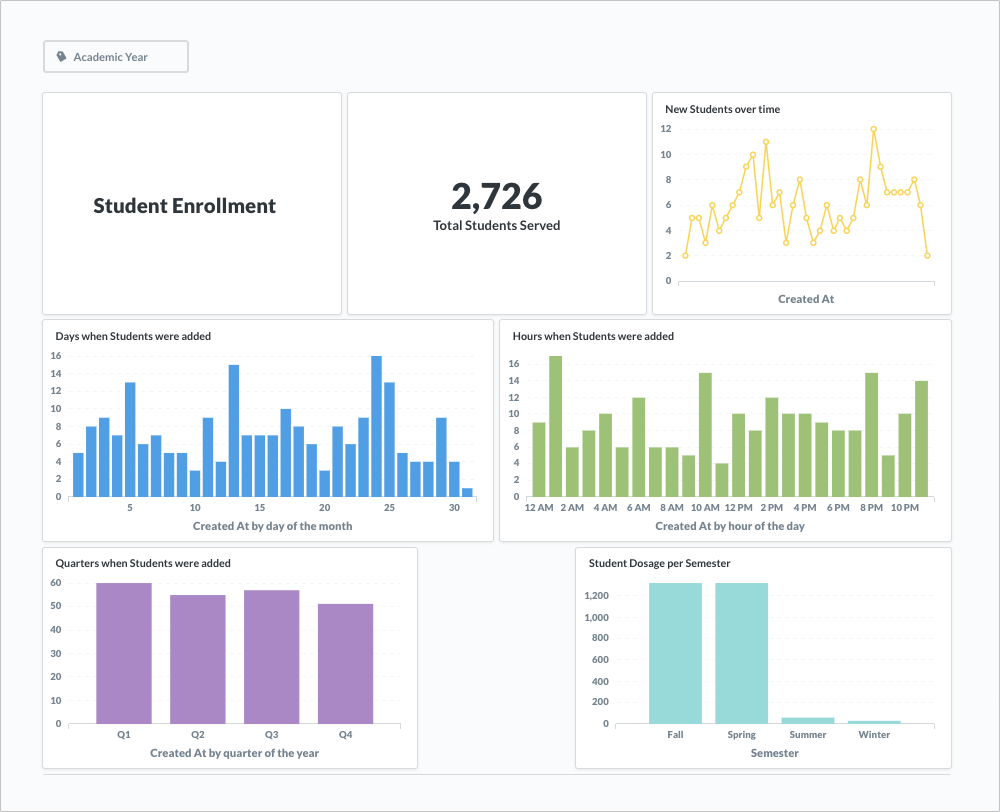 Academic Year
Student Enrollment
2,726
Total Students Served
New Students over time
12
10
8
6
4
2
0
Created At
Days when Students were added
16
14
12
10
8
6
4
2
0
5 10 15 20 25 30
Created At by day of the month
Hours when Students were added
16
14
12
10
8
6
4
2
0
12 AM 2 AM 4 AM 6 AM 8 AM 10 AM 12 PM 2 PM 4 PM 6 PM 8 PM 10 PM
Created At by hour of the day
Quarters when Students were added
60
50
40
30
20
10
0
Q1 Q2 Q3 Q4
Created At by quarter of the year
Student Dosage per Semester
1,200
1,000
800
600
400
200
0
Fall Spring Summer Winter
Semester